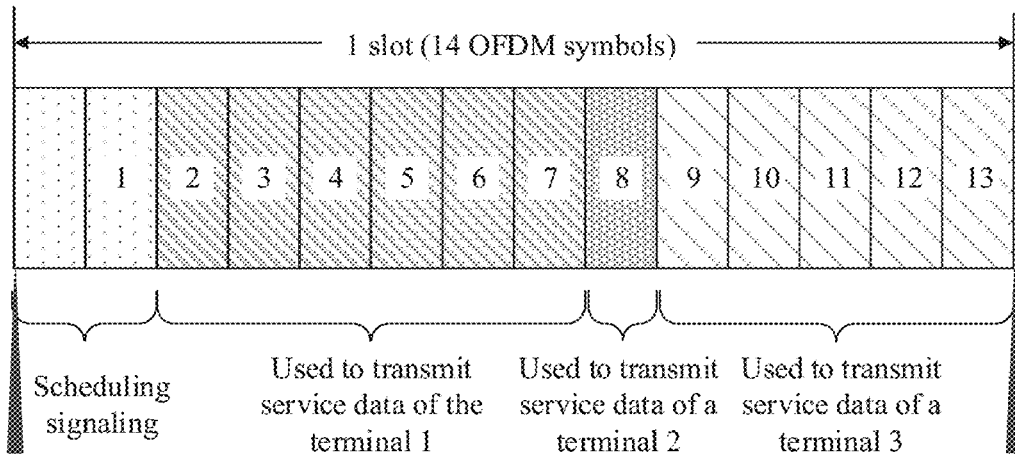 1 slot (14 OFDM symbols)
1 2 3 4 5 6 7 8 9 10 11 12 13
Scheduling
signaling
Used to transmit
service data of the
terminal 1
Used to transmit
service data of a
terminal 2
Used to transmit
service data of a
terminal 3